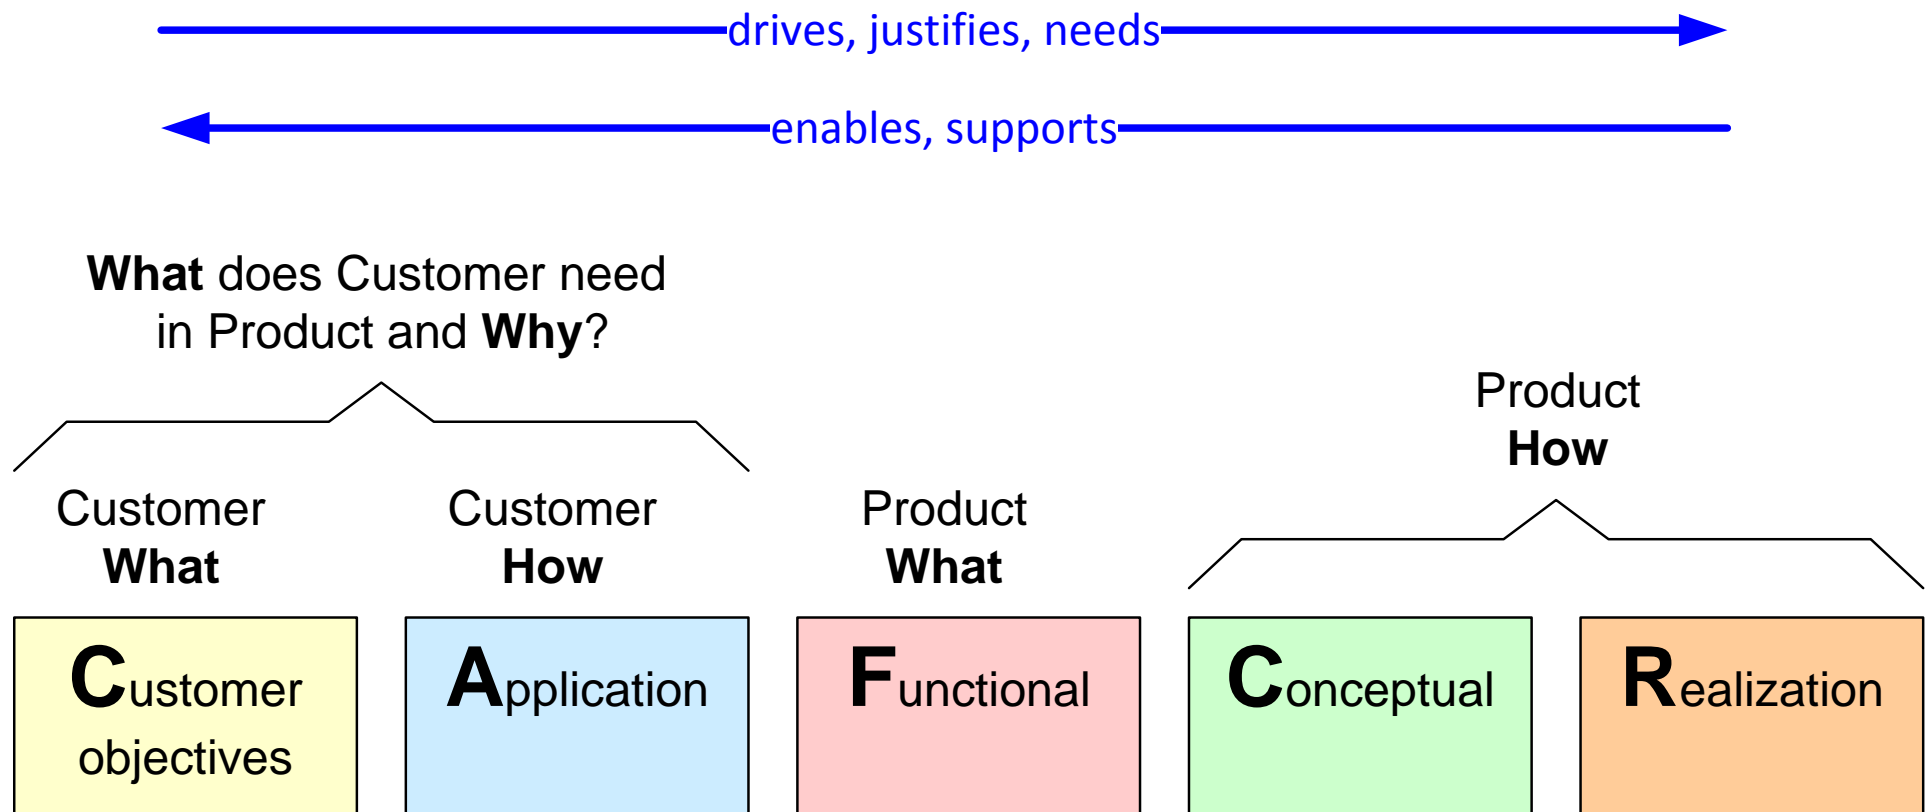 drives, justifies, needs
enables, supports
What does Customer need
in Product and Why?
Product
How
Customer
What
Customer
How
Product
What
Customer
objectives
Application
Functional
Conceptual
Realization